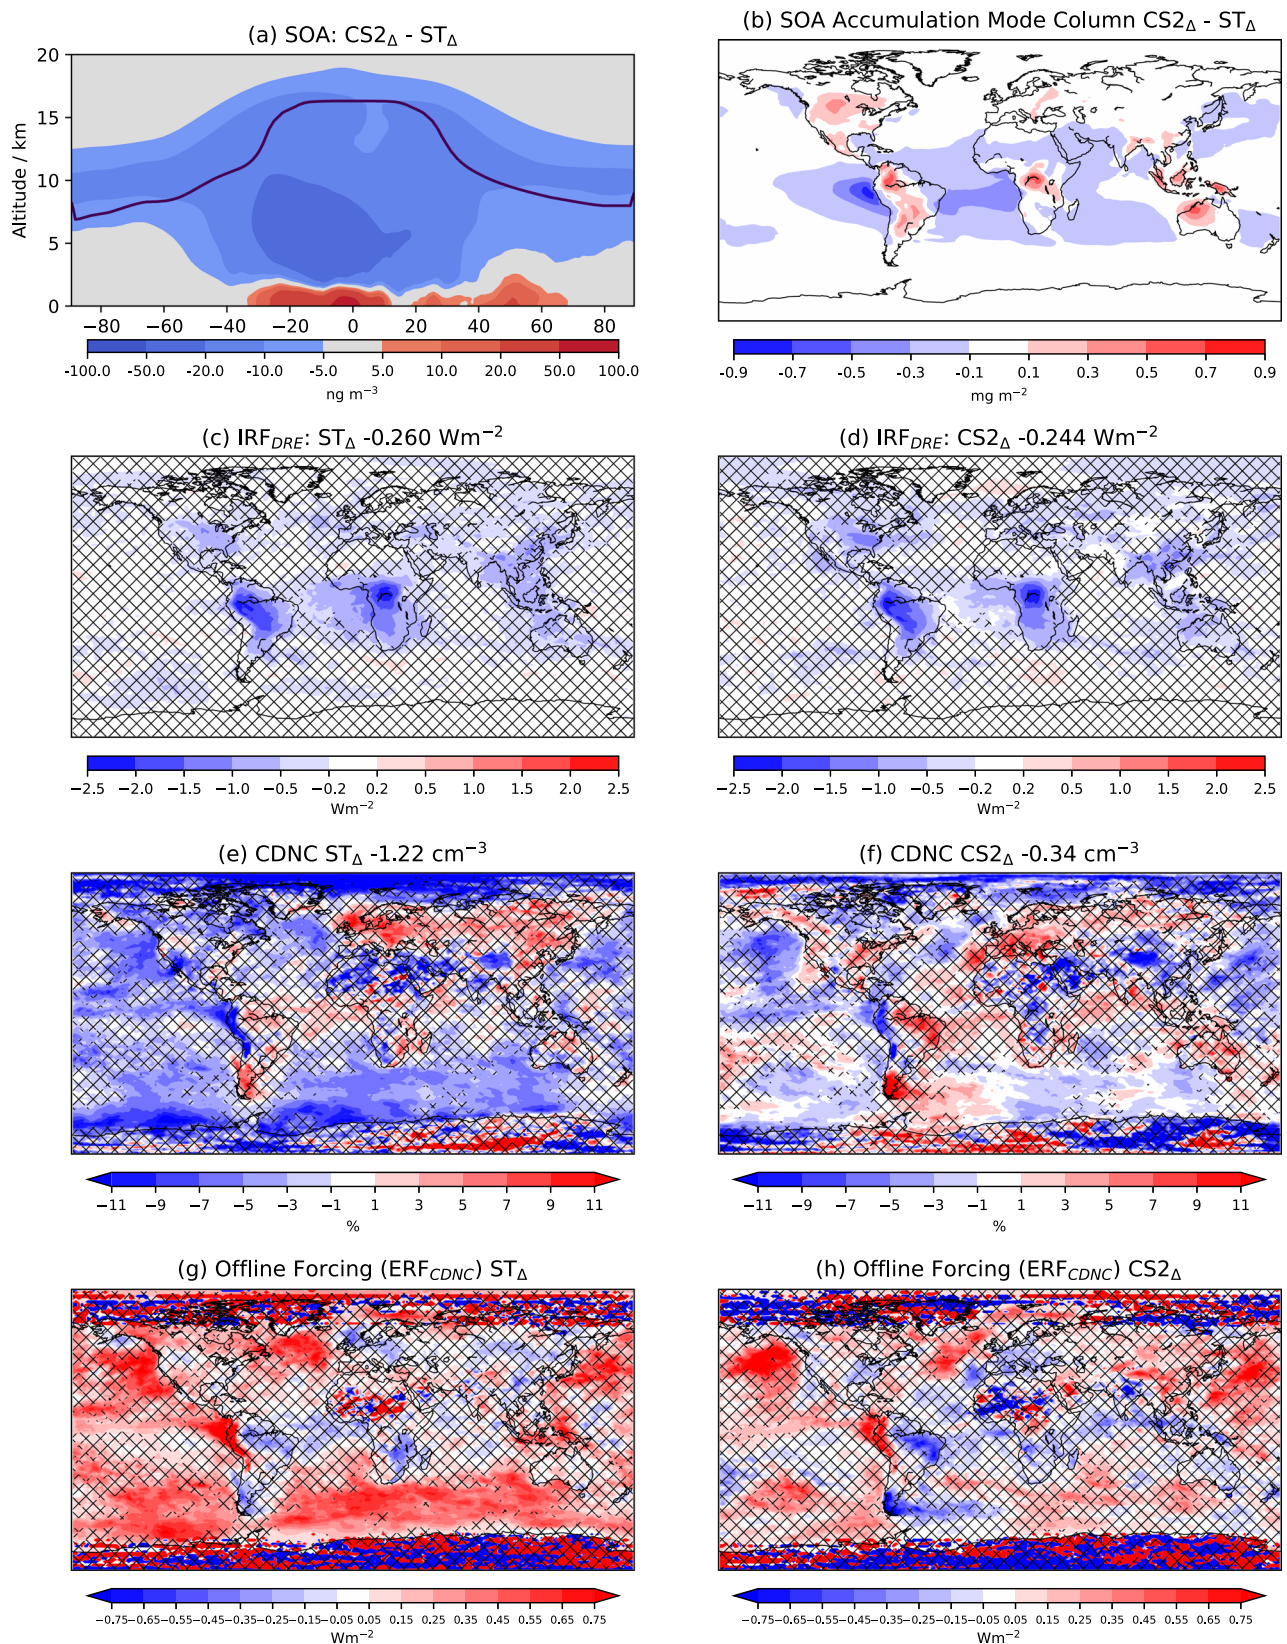 (a) SOA: CS2Δ - STΔ
(b) SOA Accumulation Mode Column CS2Δ - STΔ
20
15
10
5
0
Altitude / km
−80 −60 −40 −20 0 20 40 60 80
-100.0 -50.0 -20.0 -10.0 -5.0 5.0 10.0 20.0 50.0 100.0
ng m⁻³
-0.9 -0.7 -0.5 -0.3 -0.1 0.1 0.3 0.5 0.7 0.9
mg m⁻²
(c) IRF_DRE: STΔ -0.260 Wm⁻²
(d) IRF_DRE: CS2Δ -0.244 Wm⁻²
−2.5 −2.0 −1.5 −1.0 −0.5 −0.2 0.2 0.5 1.0 1.5 2.0 2.5
Wm⁻²
−2.5 −2.0 −1.5 −1.0 −0.5 −0.2 0.2 0.5 1.0 1.5 2.0 2.5
Wm⁻²
(e) CDNC STΔ -1.22 cm⁻³
(f) CDNC CS2Δ -0.34 cm⁻³
−11 −9 −7 −5 −3 −1 1 3 5 7 9 11
%
−11 −9 −7 −5 −3 −1 1 3 5 7 9 11
%
(g) Offline Forcing (ERF_CDNC) STΔ
(h) Offline Forcing (ERF_CDNC) CS2Δ
−0.75 −0.65 −0.55 −0.45 −0.35 −0.25 −0.15 −0.05 0.05 0.15 0.25 0.35 0.45 0.55 0.65 0.75
Wm⁻²
−0.75 −0.65 −0.55 −0.45 −0.35 −0.25 −0.15 −0.05 0.05 0.15 0.25 0.35 0.45 0.55 0.65 0.75
Wm⁻²